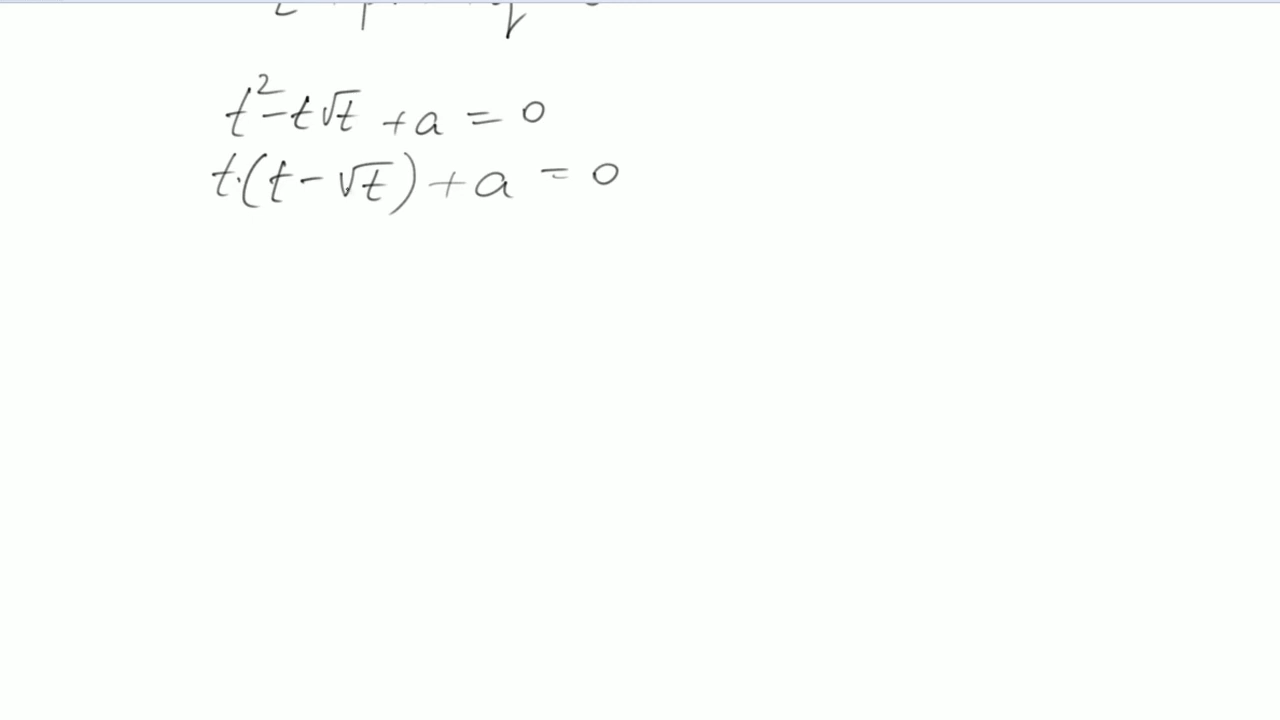 t² - t√t + a = 0
t·(t - √t) + a = 0